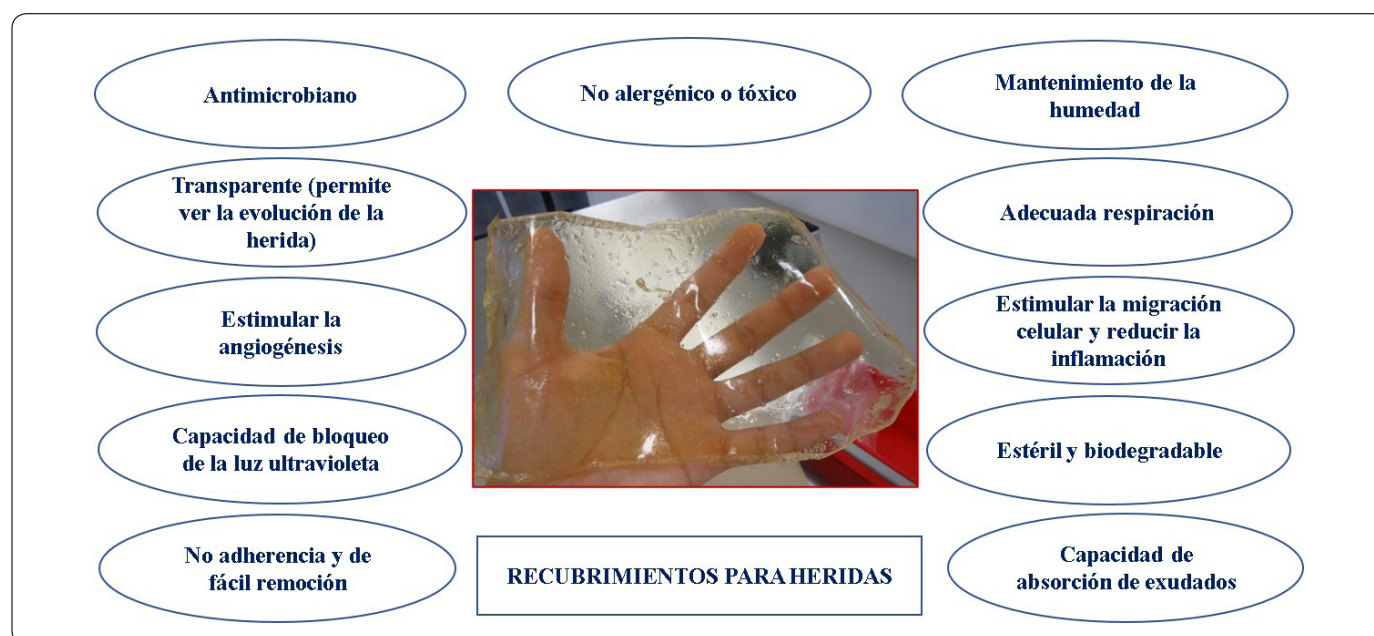 Antimicrobiano
No alergénico o tóxico
Mantenimiento de la
humedad
Transparente (permite
ver la evolución de la
herida)
Adecuada respiración
Estimular la
angiogénesis
Estimular la migración
celular y reducir la
inflamación
Capacidad de bloqueo
de la luz ultravioleta
Estéril y biodegradable
No adherencia y de
fácil remoción
RECUBRIMIENTOS PARA HERIDAS
Capacidad de
absorción de exudados